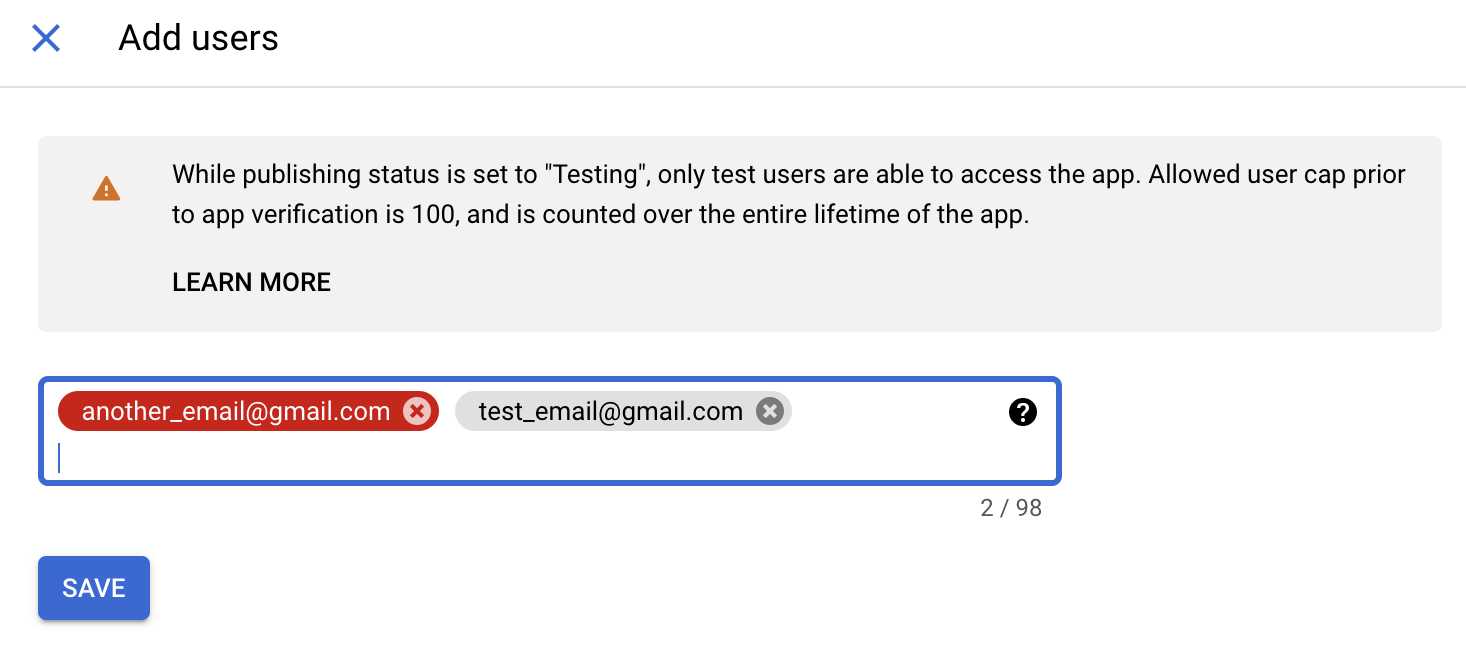 Add users
While publishing status is set to "Testing", only test users are able to access the app. Allowed user cap prior
to app verification is 100, and is counted over the entire lifetime of the app.
LEARN MORE
another_email@gmail.com test_email@gmail.com
2 / 98
SAVE